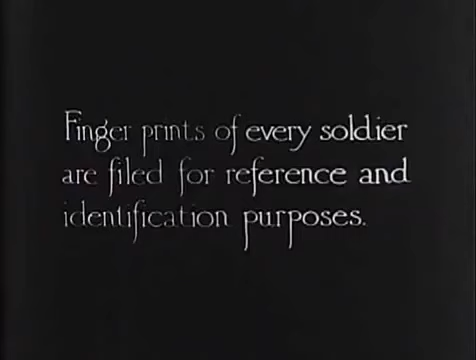 Finger prints of every soldier
are filed for reference and
identification purposes.